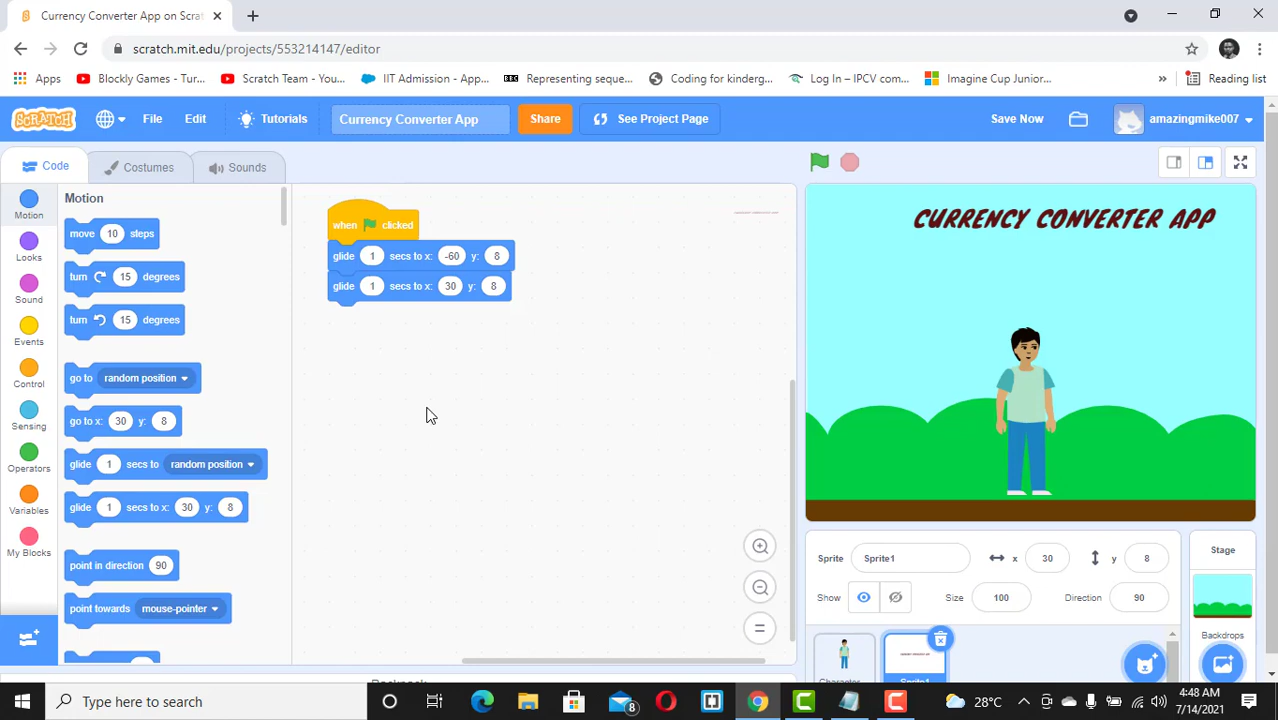 Currency Converter App on Scrat
scratch.mit.edu/projects/553214147/editor
Apps Blockly Games - Tur... Scratch Team - You... IIT Admission - App... Representing seque... Coding for kinderg... Log In – IPCV com... Imagine Cup Junior... » Reading list
SCRATCH File Edit Tutorials Currency Converter App Share See Project Page Save Now amazingmike007
Code Costumes Sounds
Motion
Looks
Sound
Events
Control
Sensing
Operators
Variables
My Blocks
Motion
move 10 steps
turn 15 degrees
turn 15 degrees
go to random position
go to x: 30 y: 8
glide 1 secs to random position
glide 1 secs to x: 30 y: 8
point in direction 90
point towards mouse-pointer
when clicked
glide 1 secs to x: -60 y: 8
glide 1 secs to x: 30 y: 8
CURRENCY CONVERTER APP
Sprite Sprite1 x 30 y 8
Show Size 100 Direction 90
Stage
Backdrops
Character
Sprite1
Backpack
Type here to search
8
28°C
4:48 AM
7/14/2021